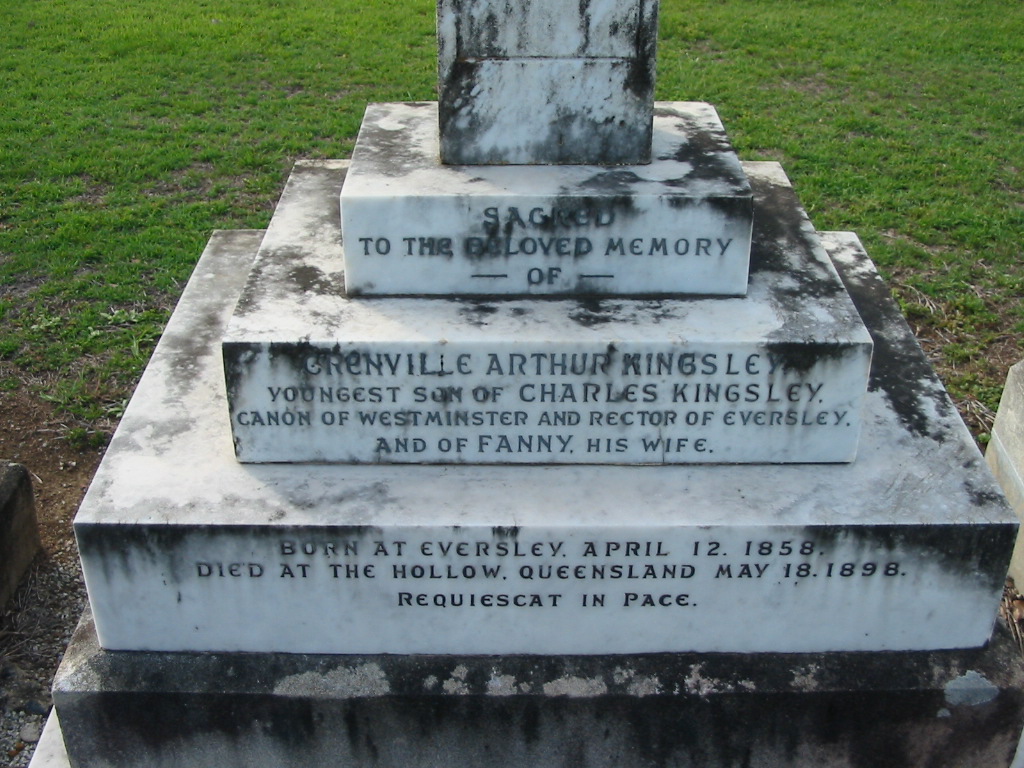 SACRED
TO THE BELOVED MEMORY
— OF —
GRENVILLE ARTHUR KINGSLEY
YOUNGEST SON OF CHARLES KINGSLEY,
CANON OF WESTMINSTER AND RECTOR OF EVERSLEY,
AND OF FANNY, HIS WIFE.
BORN AT EVERSLEY, APRIL 12. 1858.
DIED AT THE HOLLOW, QUEENSLAND MAY 18. 1898.
REQUIESCAT IN PACE.